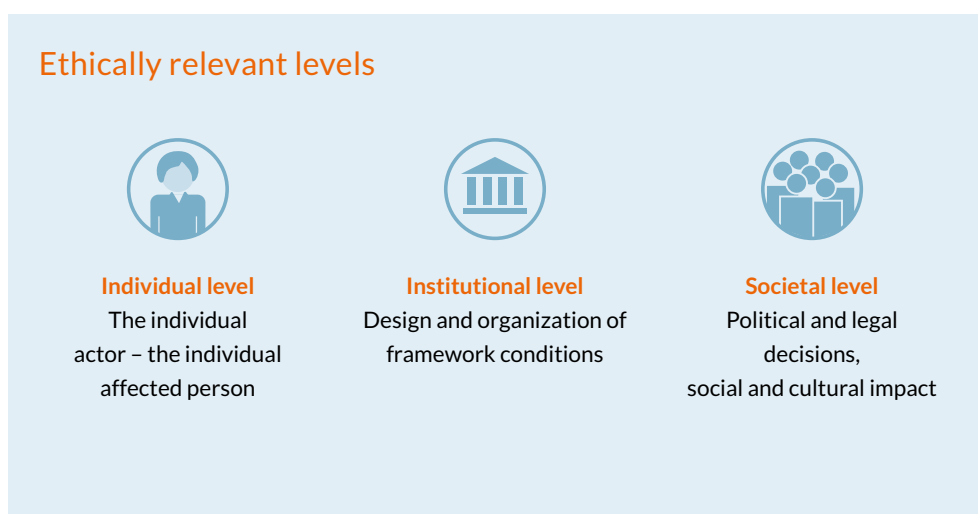 Ethically relevant levels
Individual level
The individual
actor – the individual
affected person
Institutional level
Design and organization of
framework conditions
Societal level
Political and legal
decisions,
social and cultural impact